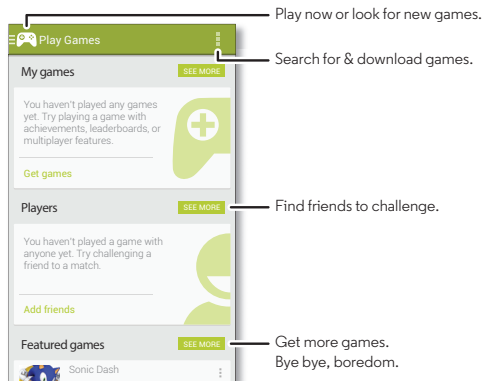 Play now or look for new games.
Play Games
Search for & download games.
My games
SEE MORE
You haven't played any games
yet. Try playing a game with
achievements, leaderboards, or
multiplayer features.
Get games
Players
SEE MORE
Find friends to challenge.
You haven't played a game with
anyone yet. Try challenging a
friend to a match.
Add friends
Featured games
SEE MORE
Get more games.
Bye bye, boredom.
Sonic Dash